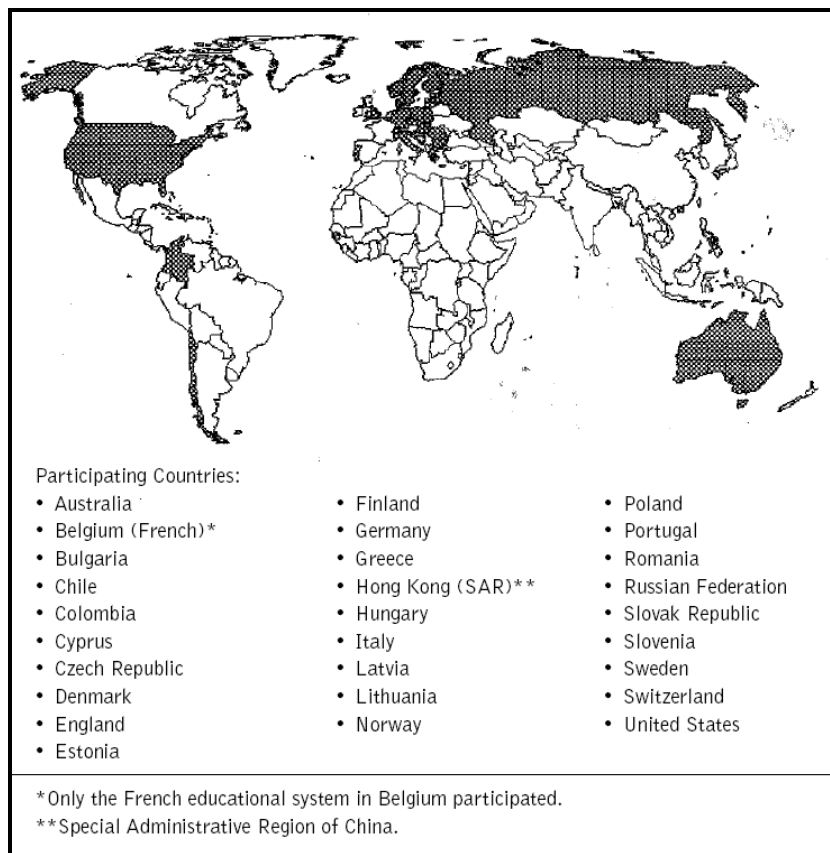 Participating Countries:
• Australia
• Belgium (French)*
• Bulgaria
• Chile
• Colombia
• Cyprus
• Czech Republic
• Denmark
• England
• Estonia
• Finland
• Germany
• Greece
• Hong Kong (SAR)**
• Hungary
• Italy
• Latvia
• Lithuania
• Norway
• Poland
• Portugal
• Romania
• Russian Federation
• Slovak Republic
• Slovenia
• Sweden
• Switzerland
• United States
*Only the French educational system in Belgium participated.
**Special Administrative Region of China.